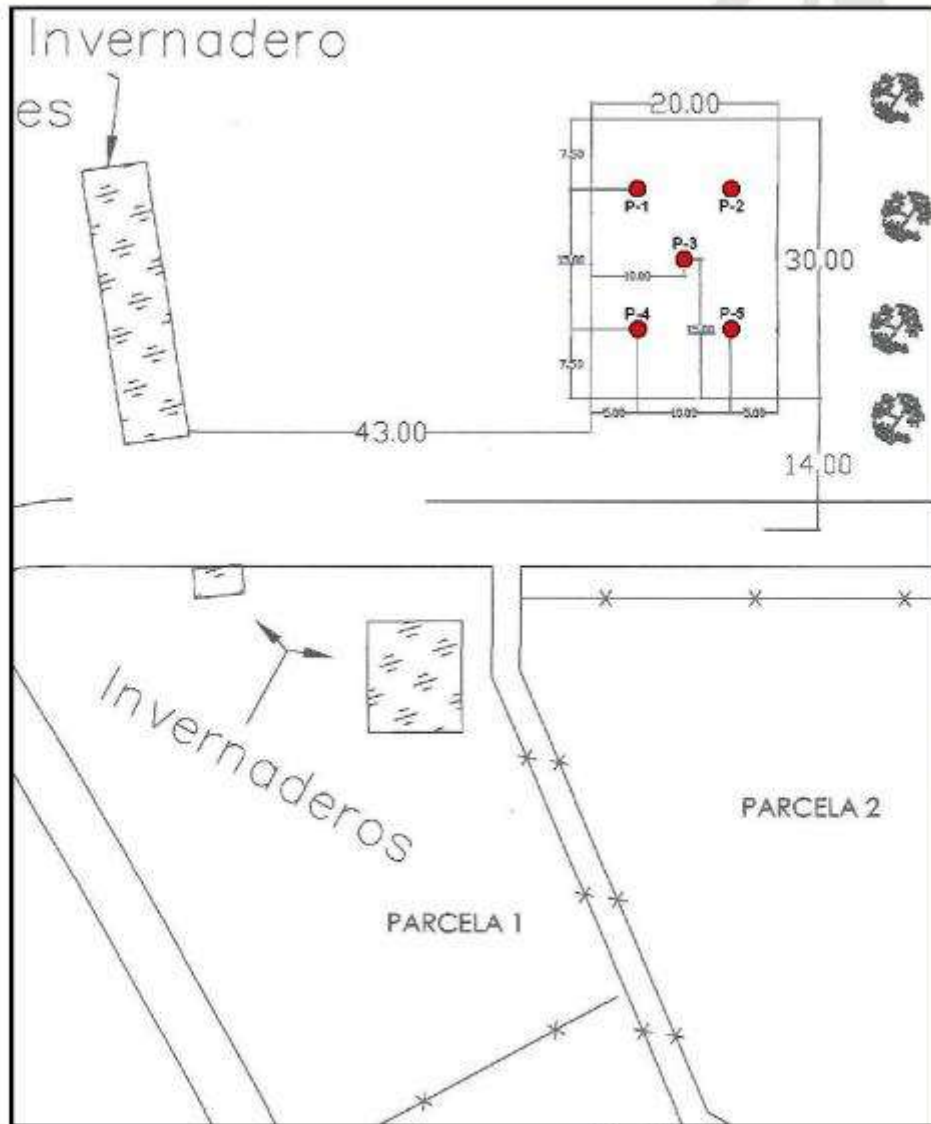 Invernadero
es
20.00
7.50
P-1
P-2
P-3
15.00
30.00
10.00
P-4
P-5
15.00
7.50
5.00
10.00
5.00
43.00
14.00
Invernaderos
PARCELA 2
PARCELA 1